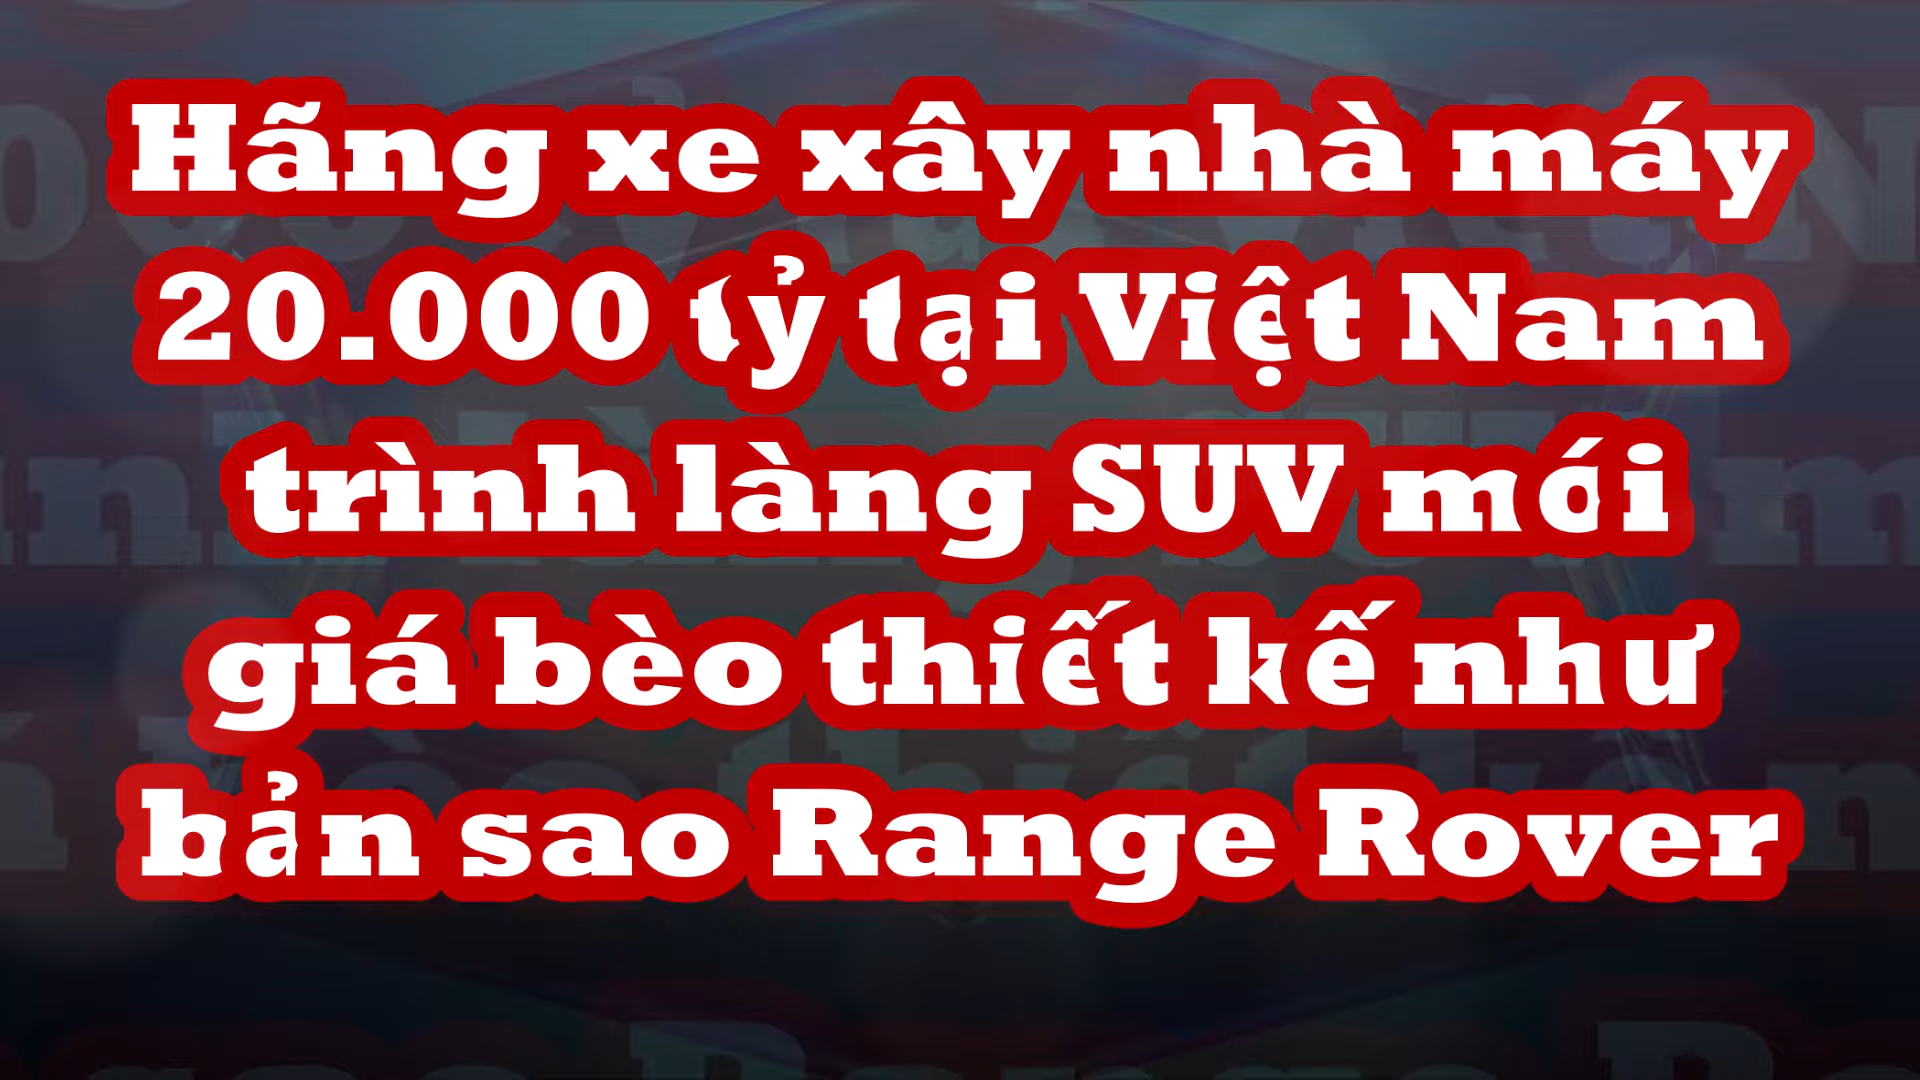 Hãng xe xây nhà máy
20.000 tỷ tại Việt Nam
trình làng SUV mới
giá bèo thiết kế như
bản sao Range Rover